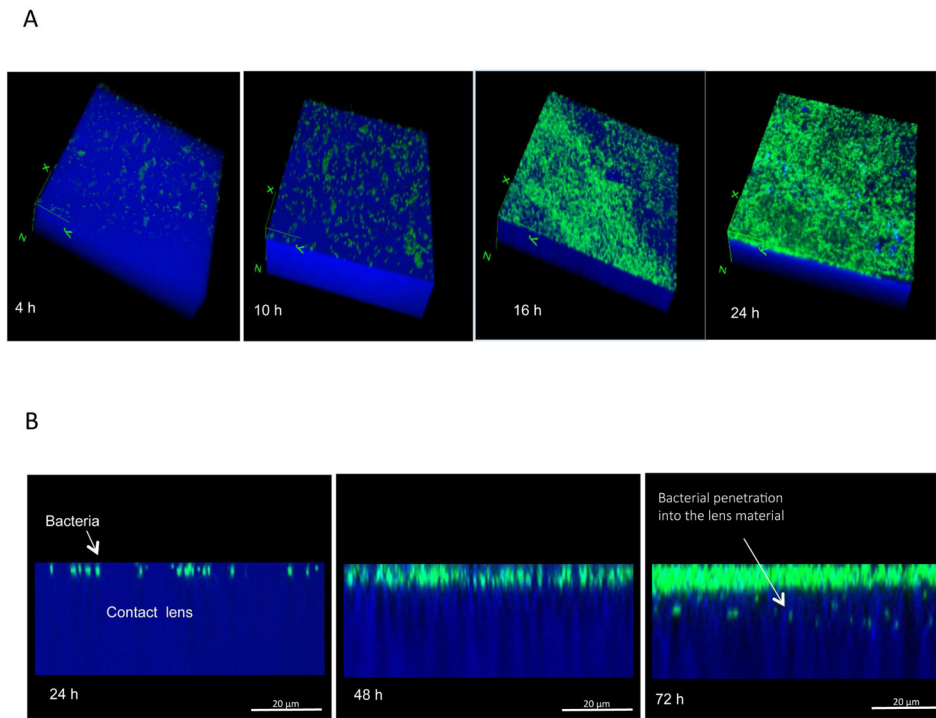 A
X
Y
Z
4 h
X
Y
Z
10 h
X
Y
Z
16 h
X
Y
Z
24 h
B
Bacteria
Contact lens
24 h
20 µm
48 h
20 µm
Bacterial penetration
into the lens material
72 h
20 µm